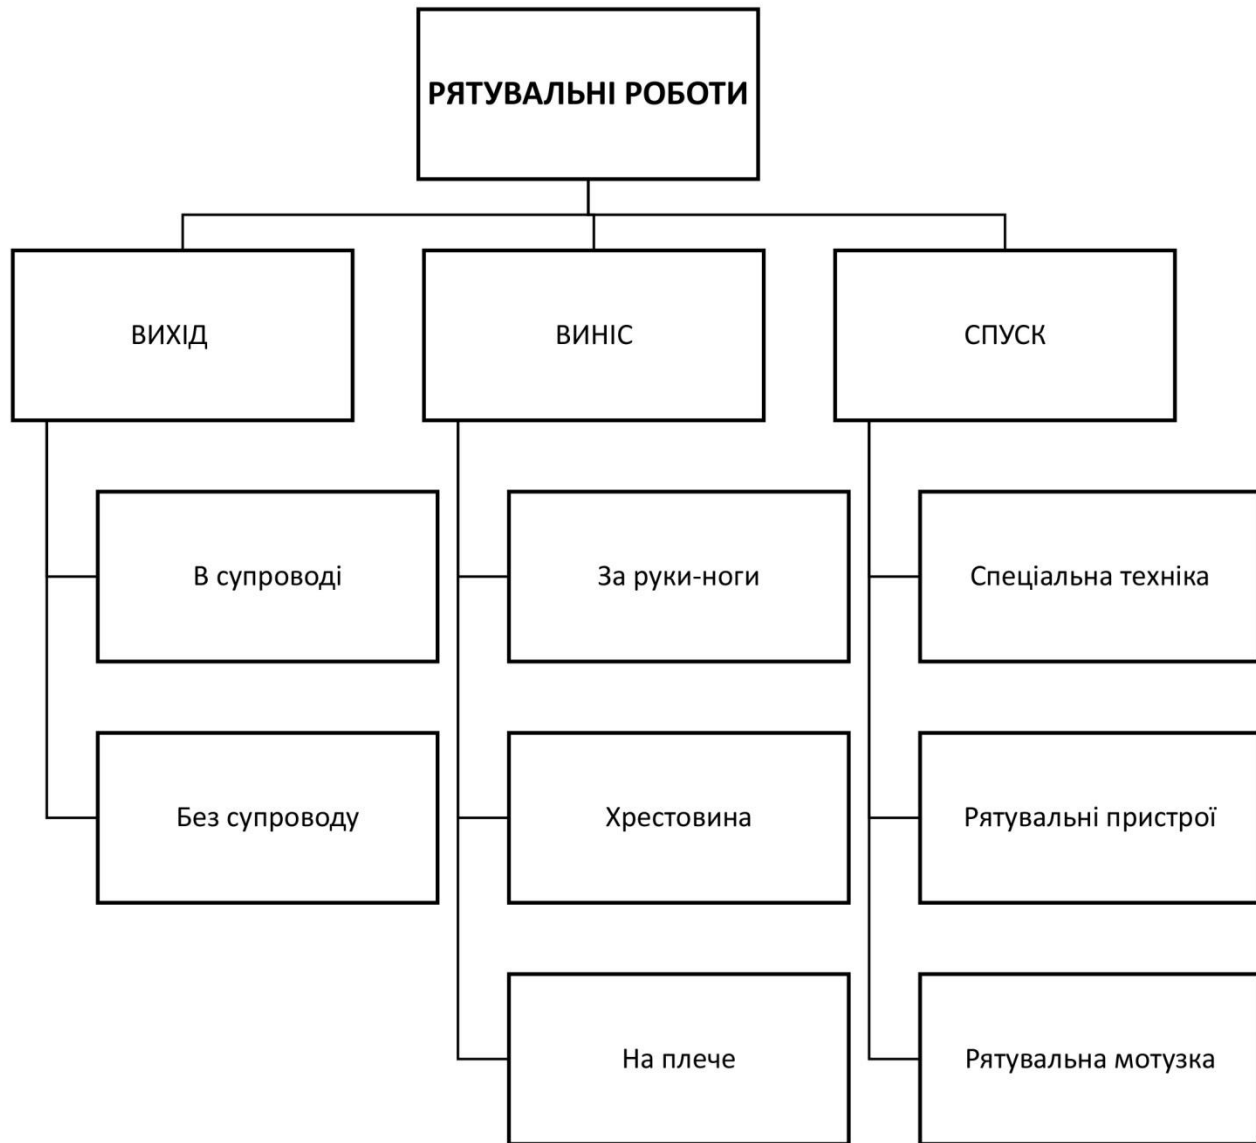 РЯТУВАЛЬНІ РОБОТИ
ВИХІД
ВИНІС
СПУСК
В супроводі
За руки-ноги
Спеціальна техніка
Без супроводу
Хрестовина
Рятувальні пристрої
На плече
Рятувальна мотузка